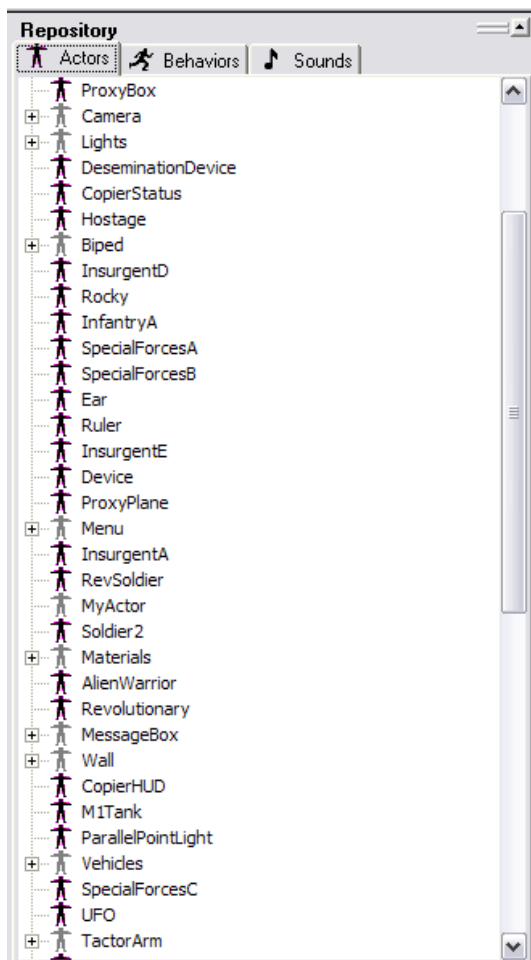 Repository
Actors Behaviors Sounds
ProxyBox
Camera
Lights
DeseminationDevice
CopierStatus
Hostage
Biped
InsurgentD
Rocky
InfantryA
SpecialForcesA
SpecialForcesB
Ear
Ruler
InsurgentE
Device
ProxyPlane
Menu
InsurgentA
RevSoldier
MyActor
Soldier2
Materials
AlienWarrior
Revolutionary
MessageBox
Wall
CopierHUD
M1Tank
ParallelPointLight
Vehicles
SpecialForcesC
UFO
TactorArm